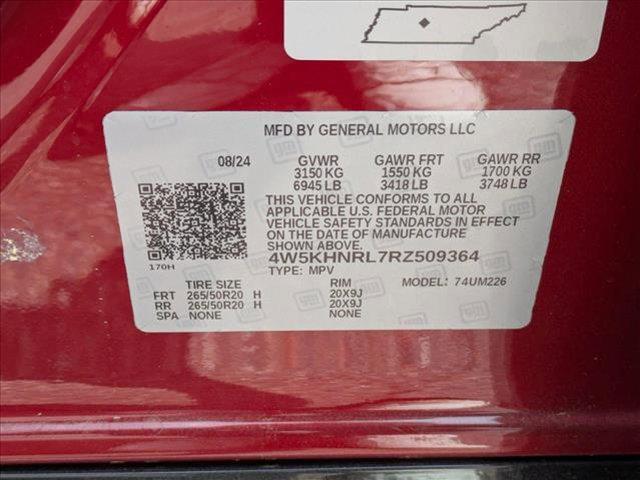 MFD BY GENERAL MOTORS LLC
08/24 GVWR GAWR FRT GAWR RR
3150 KG 1550 KG 1700 KG
6945 LB 3418 LB 3748 LB
THIS VEHICLE CONFORMS TO ALL
APPLICABLE U.S. FEDERAL MOTOR
VEHICLE SAFETY STANDARDS IN EFFECT
ON THE DATE OF MANUFACTURE
SHOWN ABOVE.
4W5KHNRL7RZ509364
170H
TYPE: MPV MODEL: 74UM226
TIRE SIZE RIM
FRT 265/50R20 H 20X9J
RR 265/50R20 H 20X9J
SPA NONE NONE